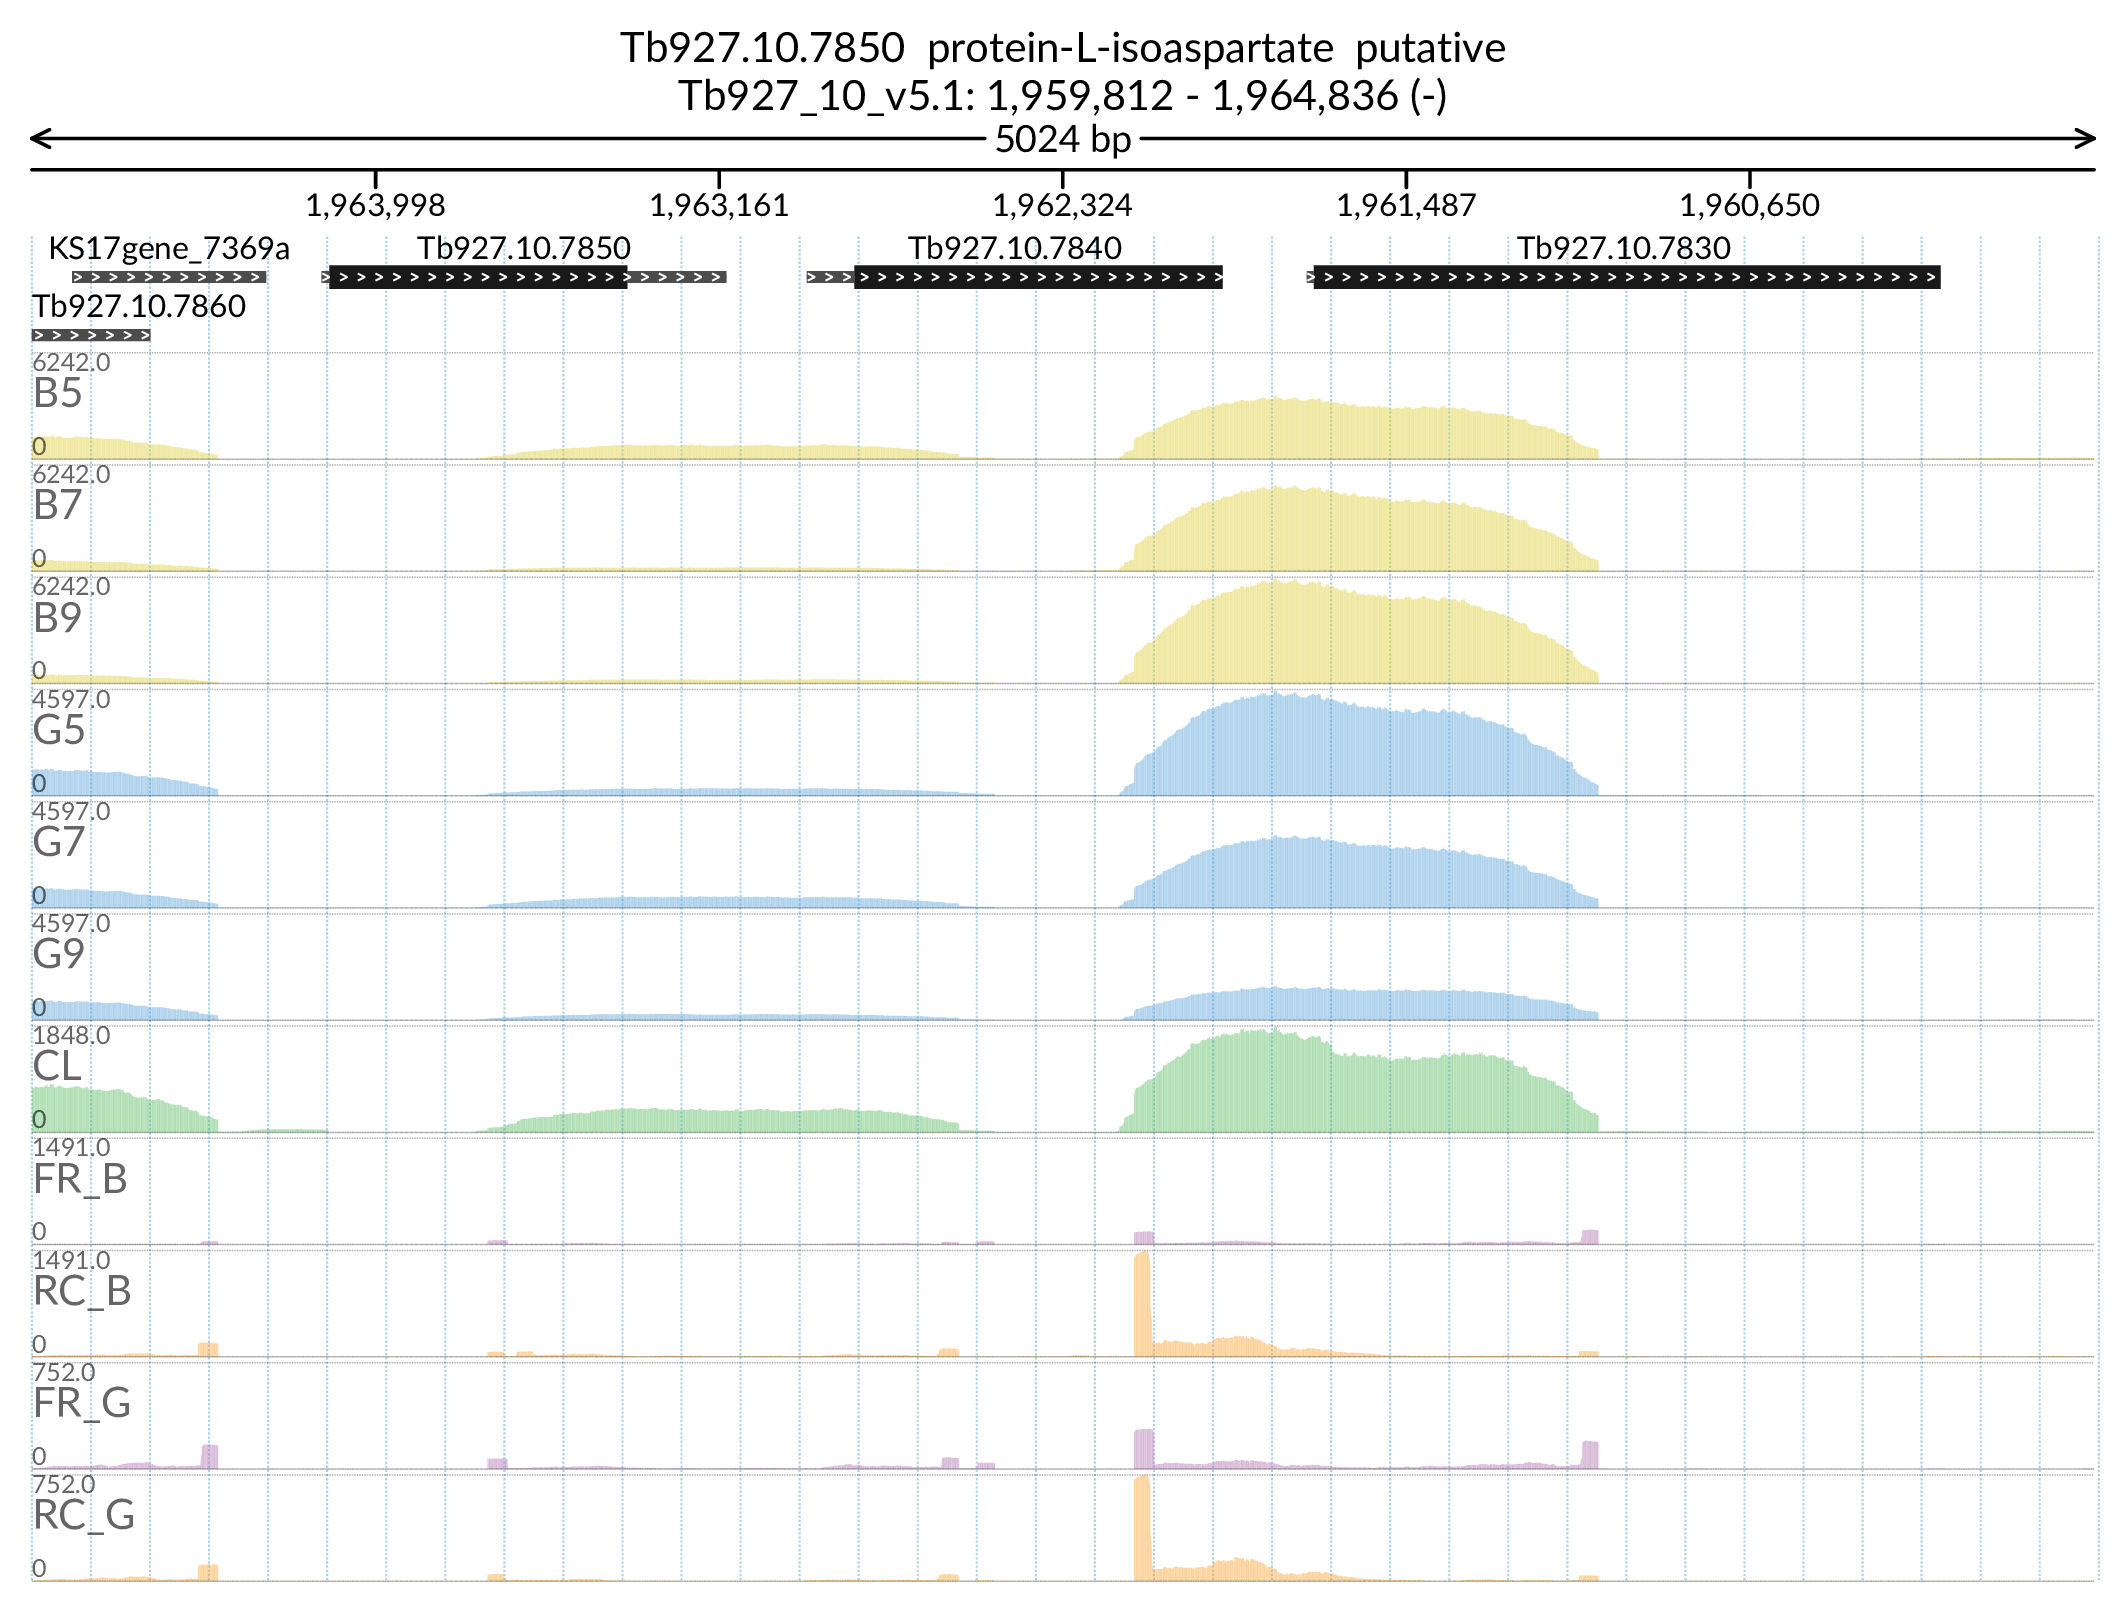 Tb927.10.7850 protein-L-isoaspartate putative
Tb927_10_v5.1: 1,959,812 - 1,964,836 (-)
5024 bp
1,963,998 1,963,161 1,962,324 1,961,487 1,960,650
KS17gene_7369a Tb927.10.7850 Tb927.10.7840 Tb927.10.7830
Tb927.10.7860
6242.0
B5
0
6242.0
B7
0
6242.0
B9
0
4597.0
G5
0
4597.0
G7
0
4597.0
G9
0
1848.0
CL
0
1491.0
FR_B
0
1491.0
RC_B
0
752.0
FR_G
0
752.0
RC_G
0